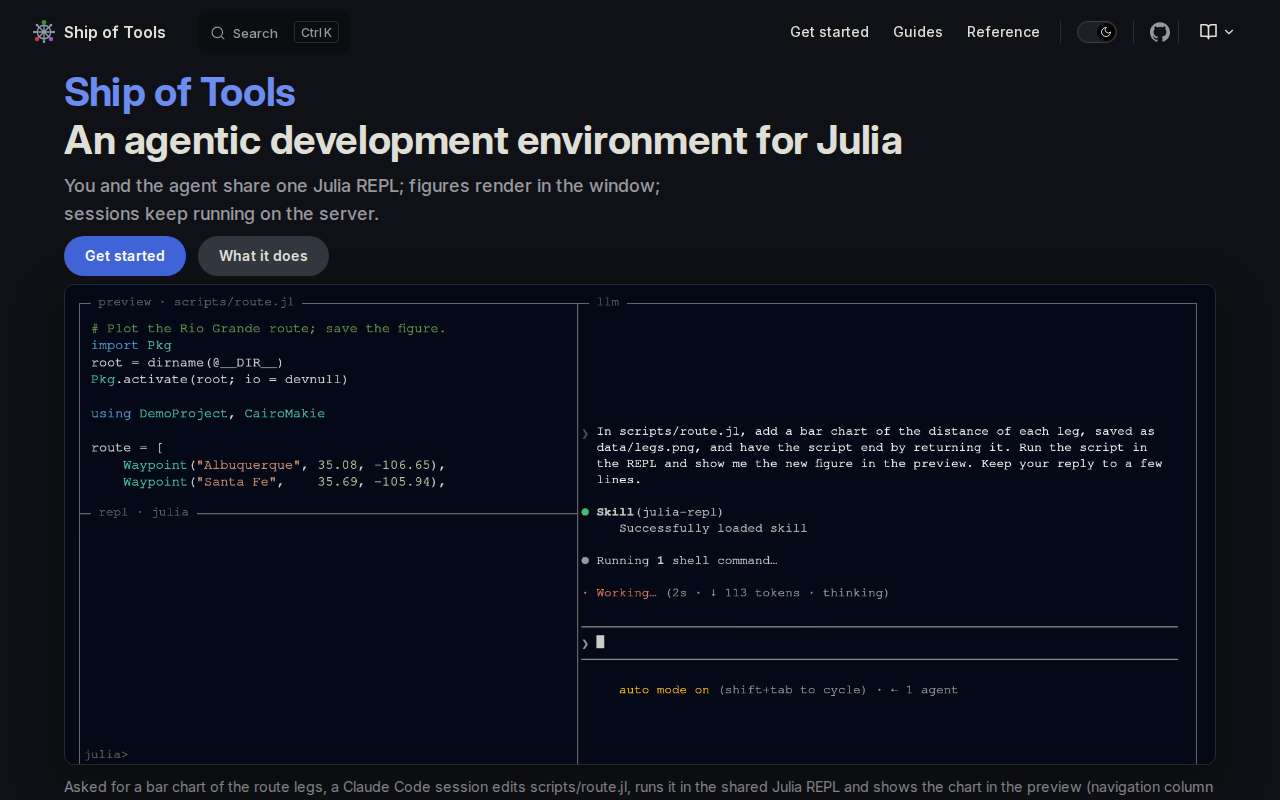 Ship of Tools
Search
Ctrl K
Get started
Guides
Reference
Ship of Tools
An agentic development environment for Julia
You and the agent share one Julia REPL; figures render in the window;
sessions keep running on the server.
Get started
What it does
preview · scripts/route.jl
# Plot the Rio Grande route; save the figure.
import Pkg
root = dirname(@__DIR__)
Pkg.activate(root; io = devnull)
using DemoProject, CairoMakie
route = [
    Waypoint("Albuquerque", 35.08, -106.65),
    Waypoint("Santa Fe",    35.69, -105.94),
repl · julia
julia>
llm
❯ In scripts/route.jl, add a bar chart of the distance of each leg, saved as
data/legs.png, and have the script end by returning it. Run the script in
the REPL and show me the new figure in the preview. Keep your reply to a few
lines.
● Skill(julia-repl)
Successfully loaded skill
● Running 1 shell command…
· Working… (2s · ↓ 113 tokens · thinking)
❯
auto mode on (shift+tab to cycle) · ← 1 agent
Asked for a bar chart of the route legs, a Claude Code session edits scripts/route.jl, runs it in the shared Julia REPL and shows the chart in the preview (navigation column